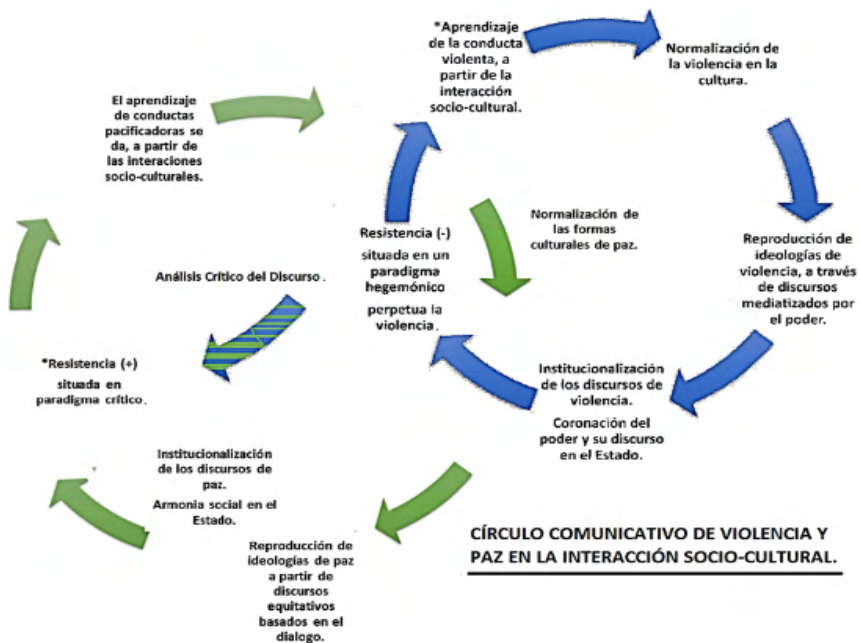 *Aprendizaje
de la conducta
violenta, a
partir de la
interacción
socio-cultural.
Normalización de
la violencia en la
cultura.
El aprendizaje
de conductas
pacificadoras se
da, a partir de
las interaciones
socio-culturales.
Resistencia (-)
situada en un
paradigma
hegemónico
perpetua la
violencia.
Normalización de
las formas
culturales de paz.
Reproducción de
ideologías de
violencia, a través
de discursos
mediatizados por
el poder.
Análisis Crítico del Discurso.
*Resistencia (+)
situada en
paradigma crítico.
Institucionalización
de los discursos de
violencia.
Coronación del
poder y su discurso
en el Estado.
Institucionalización
de los discursos de
paz.
Armonia social en el
Estado.
Reproducción de
ideologías de paz
a partir de
discursos
equitativos
basados en el
dialogo.
CÍRCULO COMUNICATIVO DE VIOLENCIA Y
PAZ EN LA INTERACCIÓN SOCIO-CULTURAL.